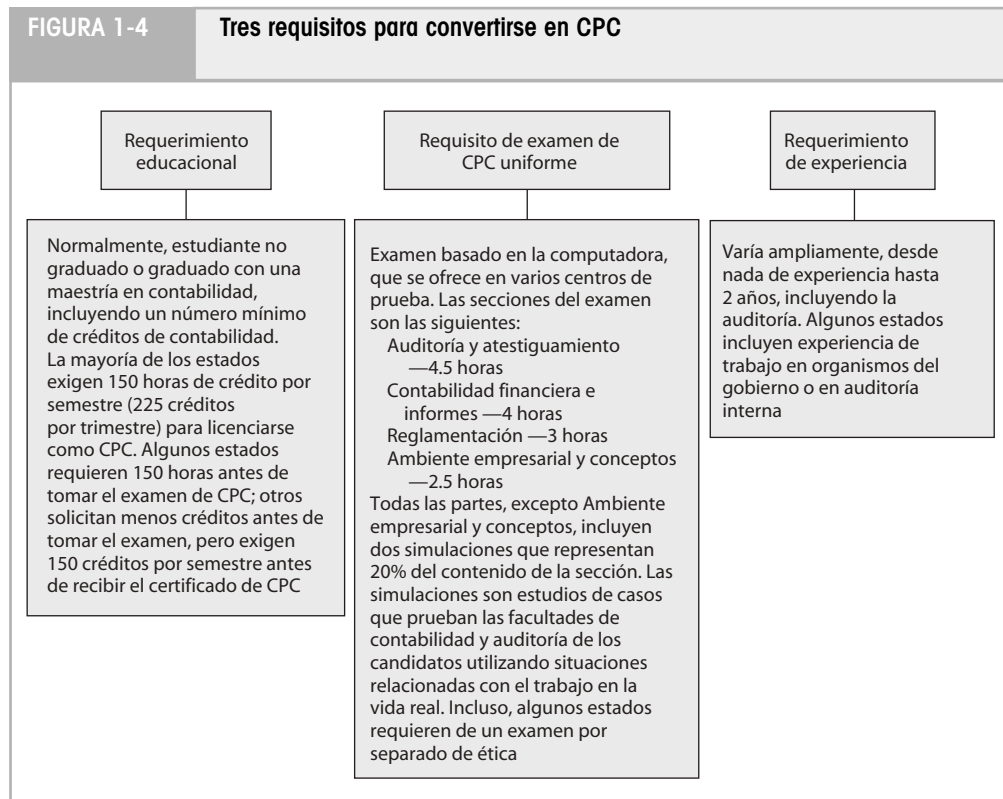 FIGURA 1-4
Tres requisitos para convertirse en CPC
Requerimiento
educacional
Normalmente, estudiante no
graduado o graduado con una
maestría en contabilidad,
incluyendo un número mínimo
de créditos de contabilidad.
La mayoría de los estados
exigen 150 horas de crédito por
semestre (225 créditos
por trimestre) para licenciarse
como CPC. Algunos estados
requieren 150 horas antes de
tomar el examen de CPC; otros
solicitan menos créditos antes de
tomar el examen, pero exigen
150 créditos por semestre antes
de recibir el certificado de CPC
Requisito de examen de
CPC uniforme
Examen basado en la computadora,
que se ofrece en varios centros de
prueba. Las secciones del examen
son las siguientes:
Auditoría y atestiguamiento
—4.5 horas
Contabilidad financiera e
informes —4 horas
Reglamentación —3 horas
Ambiente empresarial y conceptos
—2.5 horas
Todas las partes, excepto Ambiente
empresarial y conceptos, incluyen
dos simulaciones que representan
20% del contenido de la sección. Las
simulaciones son estudios de casos
que prueban las facultades de
contabilidad y auditoría de los
candidatos utilizando situaciones
relacionadas con el trabajo en la
vida real. Incluso, algunos estados
requieren de un examen por
separado de ética
Requerimiento
de experiencia
Varía ampliamente, desde
nada de experiencia hasta
2 años, incluyendo la
auditoría. Algunos estados
incluyen experiencia de
trabajo en organismos del
gobierno o en auditoría
interna